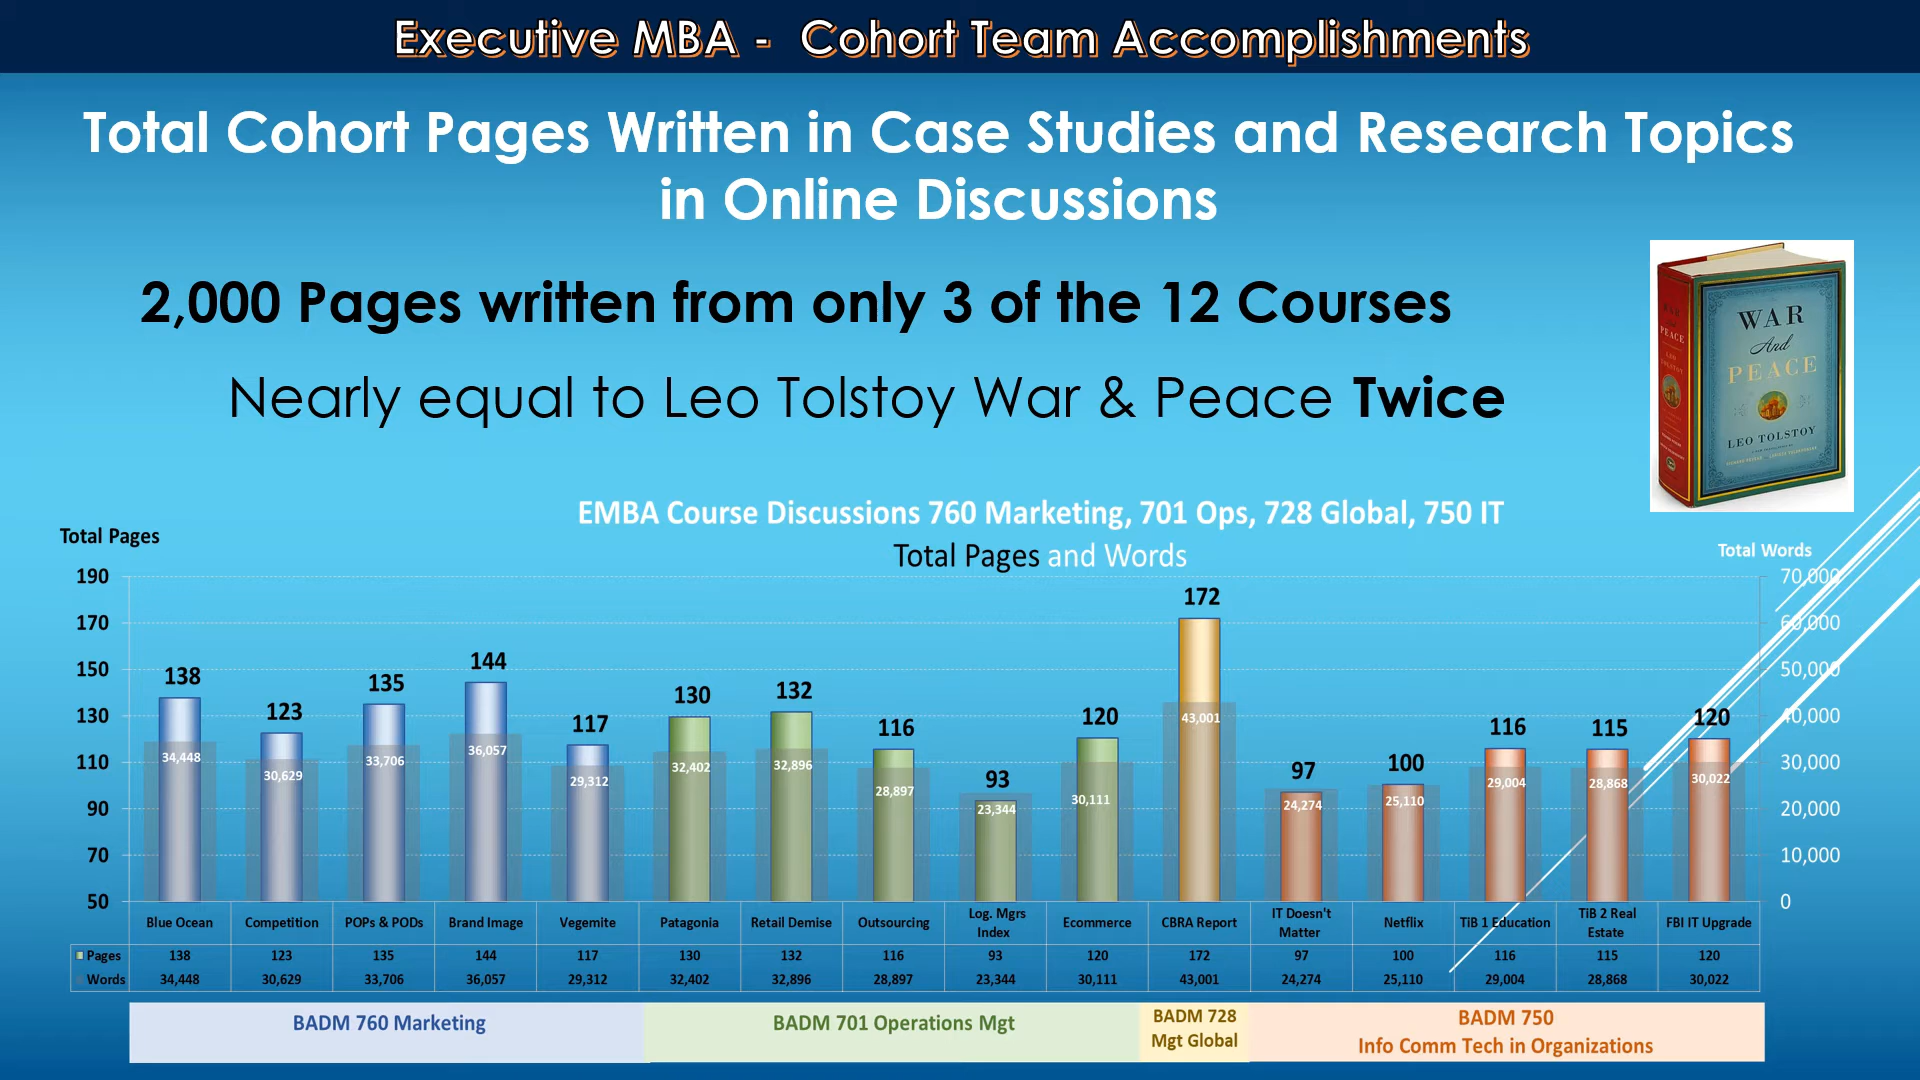 Executive MBA - Cohort Team Accomplishments
Total Cohort Pages Written in Case Studies and Research Topics
in Online Discussions
2,000 Pages written from only 3 of the 12 Courses
Nearly equal to Leo Tolstoy War & Peace Twice
WAR
And
PEACE
LEO TOLSTOY
EMBA Course Discussions 760 Marketing, 701 Ops, 728 Global, 750 IT
Total Pages and Words
Total Pages
Total Words
190
170
150
130
110
90
70
50
70,000
60,000
50,000
40,000
30,000
20,000
10,000
0
138 123 135 144 117 130 132 116 93 120 172 97 100 116 115 120
34,448 30,629 33,706 36,057 29,312 32,402 32,896 28,897 23,344 30,111 43,001 24,274 25,110 29,004 28,868 30,022
Blue Ocean Competition POPs & PODs Brand Image Vegemite Patagonia Retail Demise Outsourcing Log. Mgrs Index Ecommerce CBRA Report IT Doesn't Matter Netflix TiB 1 Education TiB 2 Real Estate FBI IT Upgrade
Pages 138 123 135 144 117 130 132 116 93 120 172 97 100 116 115 120
Words 34,448 30,629 33,706 36,057 29,312 32,402 32,896 28,897 23,344 30,111 43,001 24,274 25,110 29,004 28,868 30,022
BADM 760 Marketing
BADM 701 Operations Mgt
BADM 728
Mgt Global
BADM 750
Info Comm Tech in Organizations